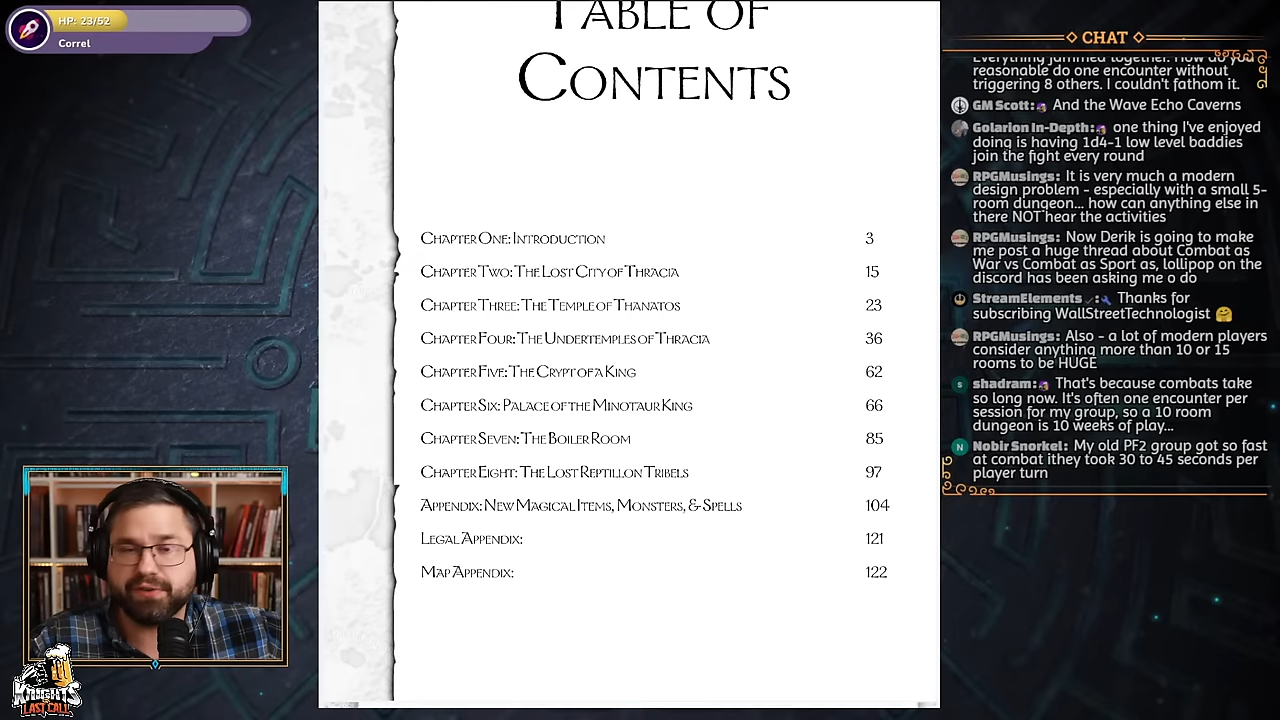 HP: 23/52
Correl
TABLE OF
CONTENTS
CHAPTER ONE: INTRODUCTION 3
CHAPTER TWO: THE LOST CITY OF THRACIA 15
CHAPTER THREE: THE TEMPLE OF THANATOS 23
CHAPTER FOUR: THE UNDERTEMPLES OF THRACIA 36
CHAPTER FIVE: THE CRYPT OF A KING 62
CHAPTER SIX: PALACE OF THE MINOTAUR KING 66
CHAPTER SEVEN: THE BOILER ROOM 85
CHAPTER EIGHT: THE LOST REPTILLON TRIBELS 97
APPENDIX: NEW MAGICAL ITEMS, MONSTERS, & SPELLS 104
LEGAL APPENDIX: 121
MAP APPENDIX: 122
CHAT
Everything jammed together. How do you
reasonable do one encounter without
triggering 8 others. I couldn't fathom it.
GM Scott: And the Wave Echo Caverns
Golarion In-Depth: one thing I've enjoyed
doing is having 1d4-1 low level baddies
join the fight every round
RPGMusings: It is very much a modern
design problem - especially with a small 5-
room dungeon... how can anything else in
there NOT hear the activities
RPGMusings: Now Derik is going to make
me post a huge thread about Combat as
War vs Combat as Sport as, lollipop on the
discord has been asking me o do
StreamElements: Thanks for
subscribing WallStreetTechnologist 🤗
RPGMusings: Also - a lot of modern players
consider anything more than 10 or 15
rooms to be HUGE
S shadram: That's because combats take
so long now. It's often one encounter per
session for my group, so a 10 room
dungeon is 10 weeks of play...
N Nobir Snorkel: My old PF2 group got so fast
at combat ithey took 30 to 45 seconds per
player turn
KNIGHTS
LAST CALL